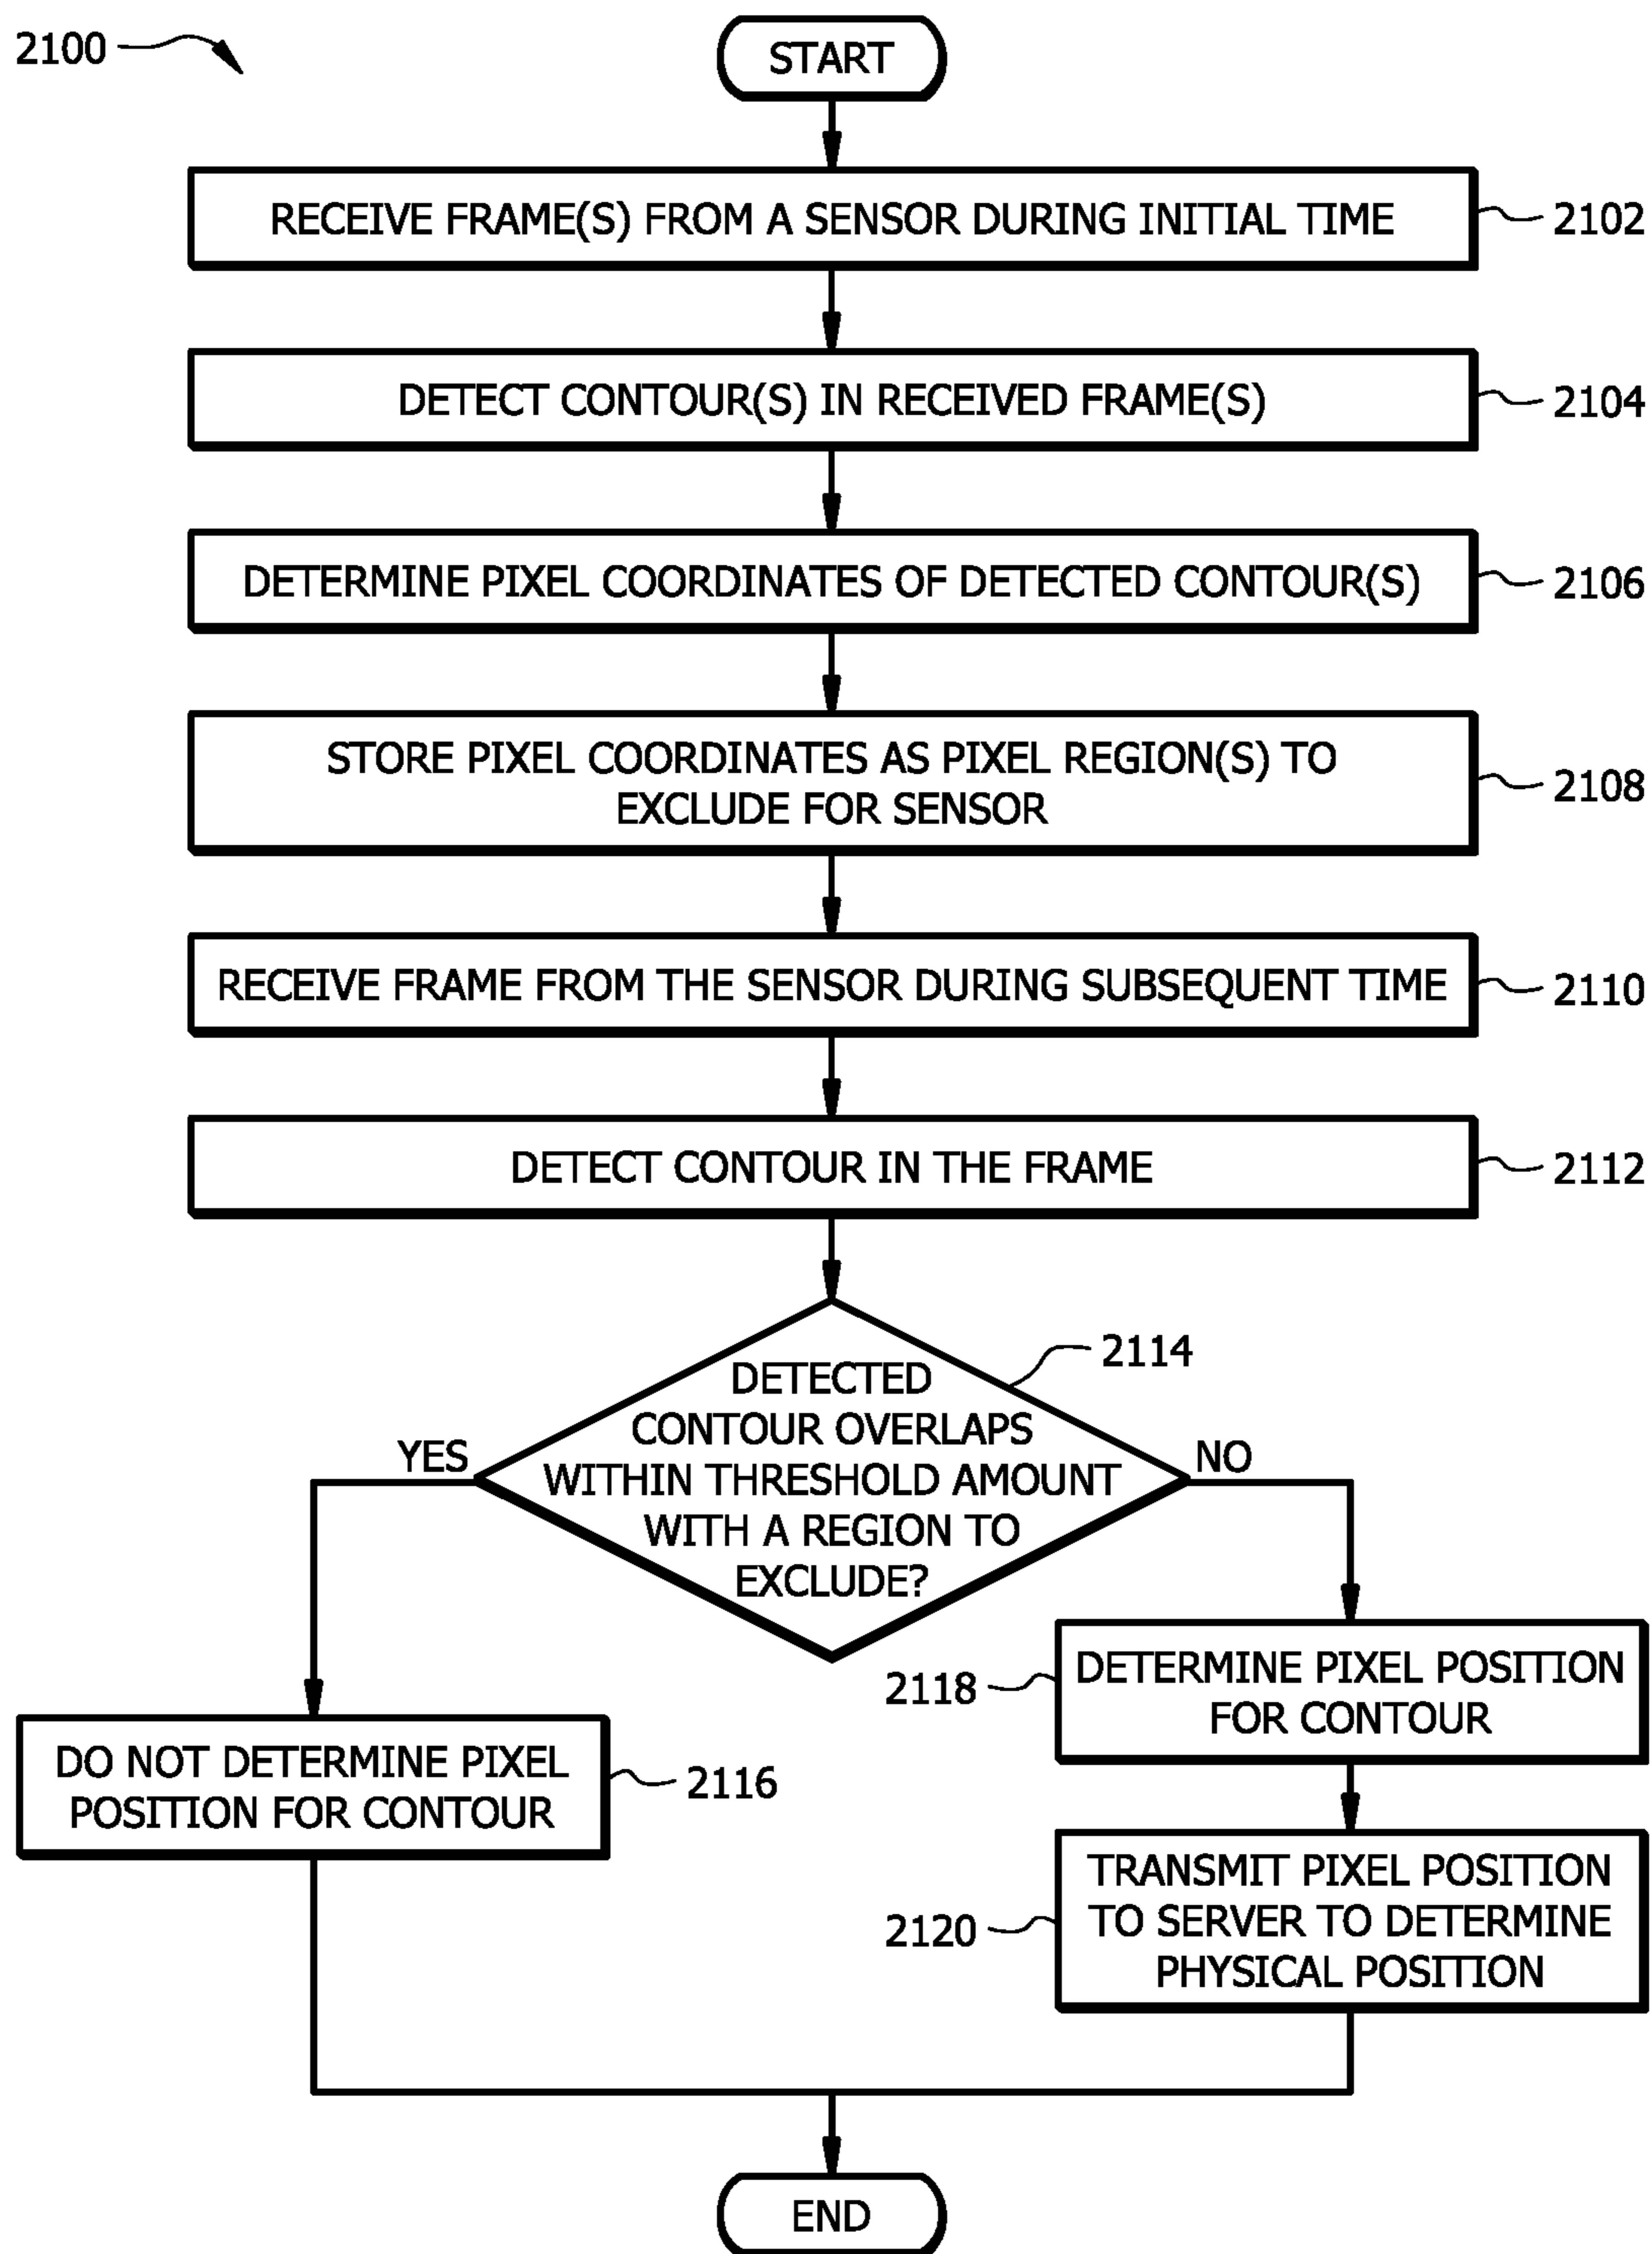 2100
START
RECEIVE FRAME(S) FROM A SENSOR DURING INITIAL TIME
2102
DETECT CONTOUR(S) IN RECEIVED FRAME(S)
2104
DETERMINE PIXEL COORDINATES OF DETECTED CONTOUR(S)
2106
STORE PIXEL COORDINATES AS PIXEL REGION(S) TO
EXCLUDE FOR SENSOR
2108
RECEIVE FRAME FROM THE SENSOR DURING SUBSEQUENT TIME
2110
DETECT CONTOUR IN THE FRAME
2112
DETECTED
CONTOUR OVERLAPS
WITHIN THRESHOLD AMOUNT
WITH A REGION TO
EXCLUDE?
2114
YES
NO
DO NOT DETERMINE PIXEL
POSITION FOR CONTOUR
2116
2118
DETERMINE PIXEL POSITION
FOR CONTOUR
2120
TRANSMIT PIXEL POSITION
TO SERVER TO DETERMINE
PHYSICAL POSITION
END